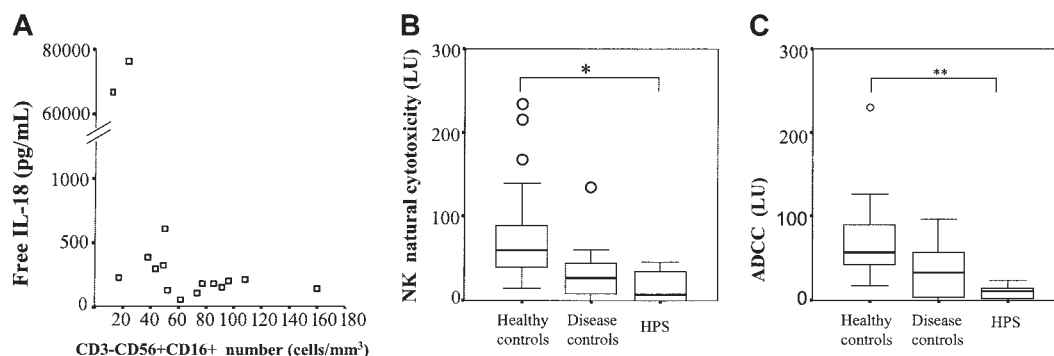 A
80000
60000
1000
500
0
Free IL-18 (pg/mL)
20 40 60 80 100 120 140 160 180
CD3-CD56+CD16+ number (cells/mm³)
B
300
200
100
0
NK natural cytotoxicity (LU)
*
Healthy controls
Disease controls
HPS
C
300
200
100
0
ADCC (LU)
**
Healthy controls
Disease controls
HPS